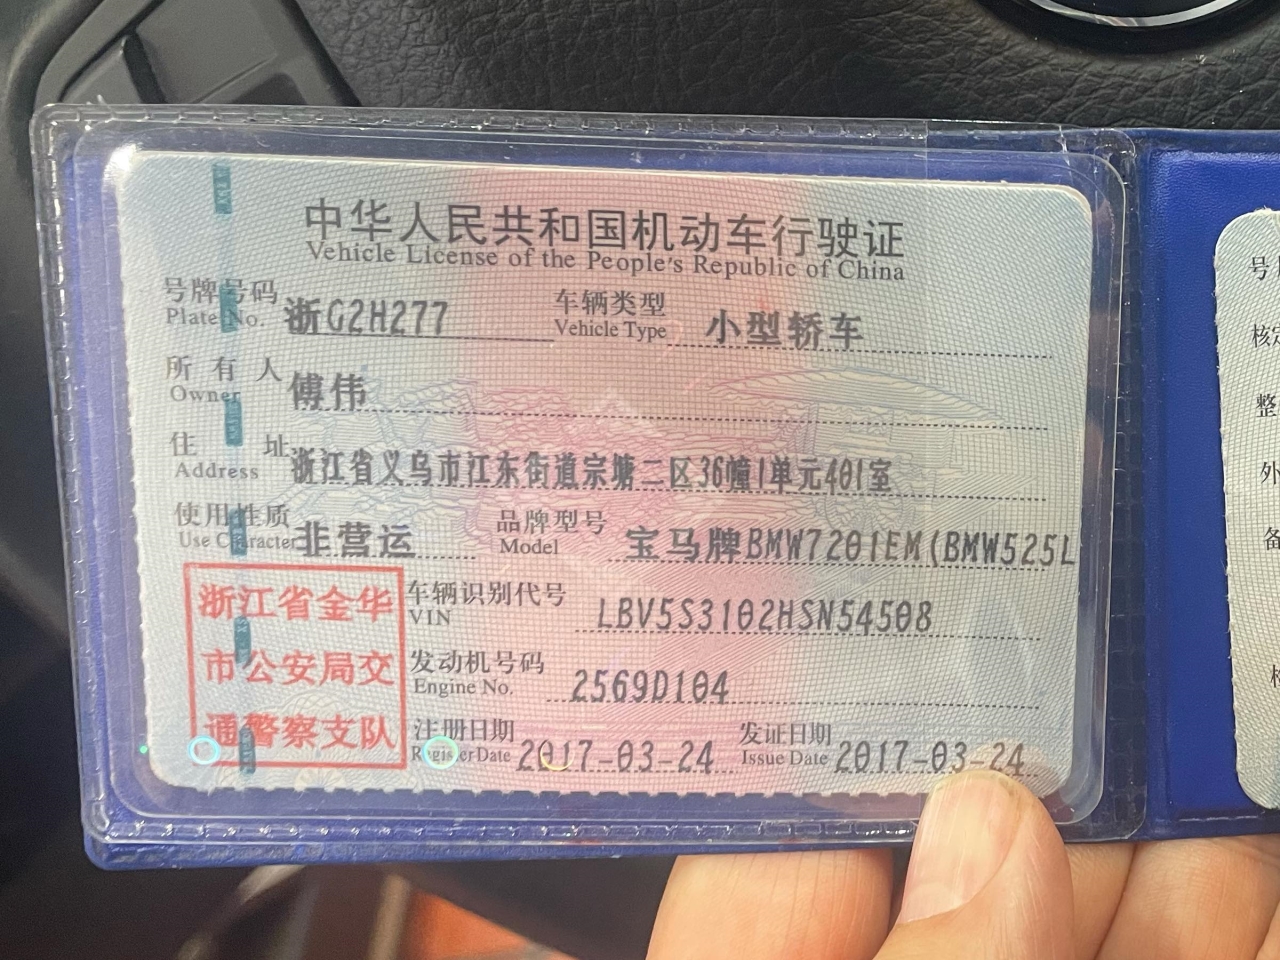 中华人民共和国机动车行驶证
Vehicle License of the People's Republic of China
号牌号码 浙G2H277 车辆类型 小型轿车
Plate No. Vehicle Type
所有人 傅伟
Owner
住址 浙江省义乌市江东街道宗塘二区36幢1单元401室
Address
使用性质 非营运 品牌型号 宝马牌BMW7201EM(BMW525L
Use Character Model
浙江省金华
市公安局交
通警察支队
车辆识别代号 LBV5S3102HSN54508
VIN
发动机号码 2569D104
Engine No.
注册日期 2017-03-24 发证日期 2017-03-24
Register Date Issue Date
号
核定
整
外
备